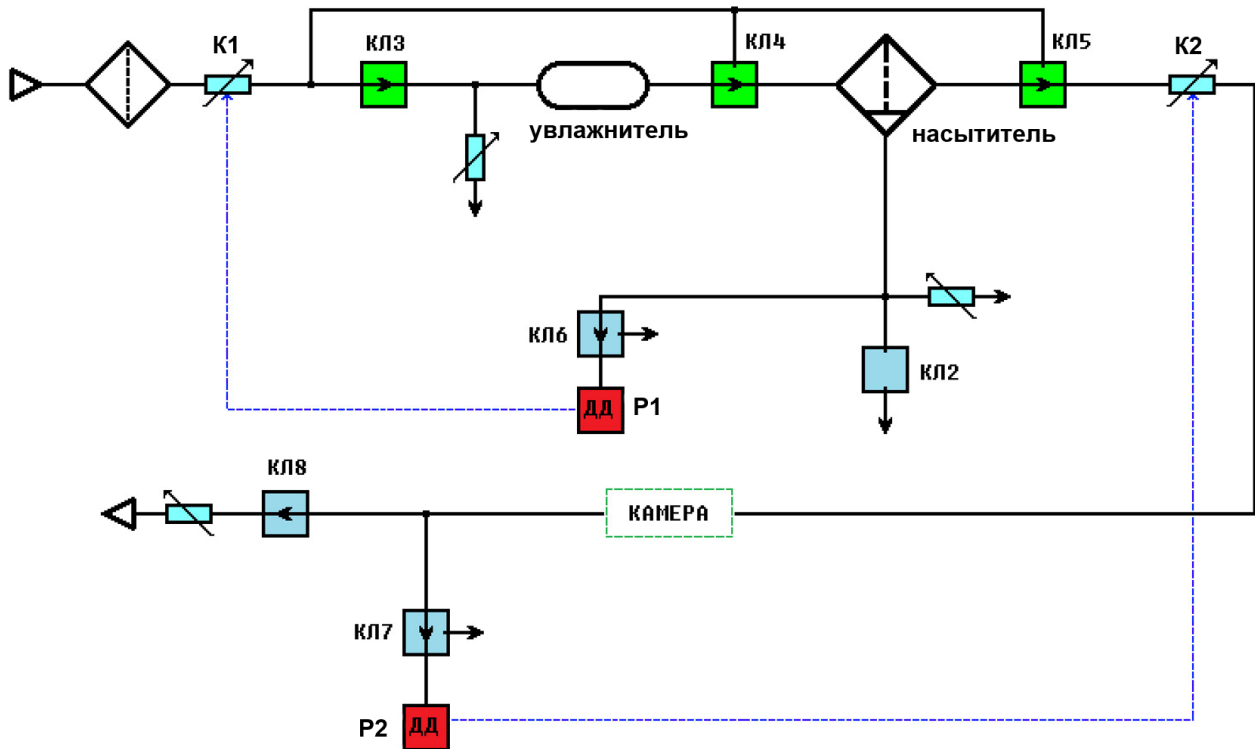 К1
КЛ3
КЛ4
КЛ5
К2
увлажнитель
насытитель
КЛ6
КЛ2
ДД
Р1
КЛ8
КАМЕРА
КЛ7
Р2
ДД